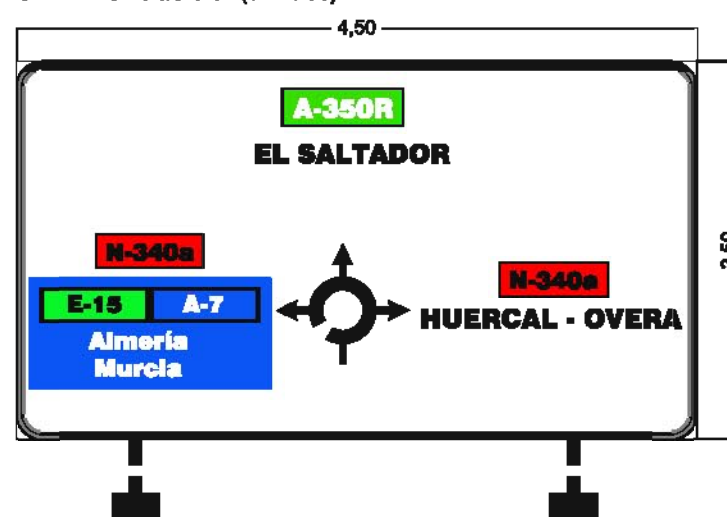 4,50
A-350R
EL SALTADOR
N-340a
E-15 A-7
Almería
Murcia
N-340a
HUERCAL - OVERA